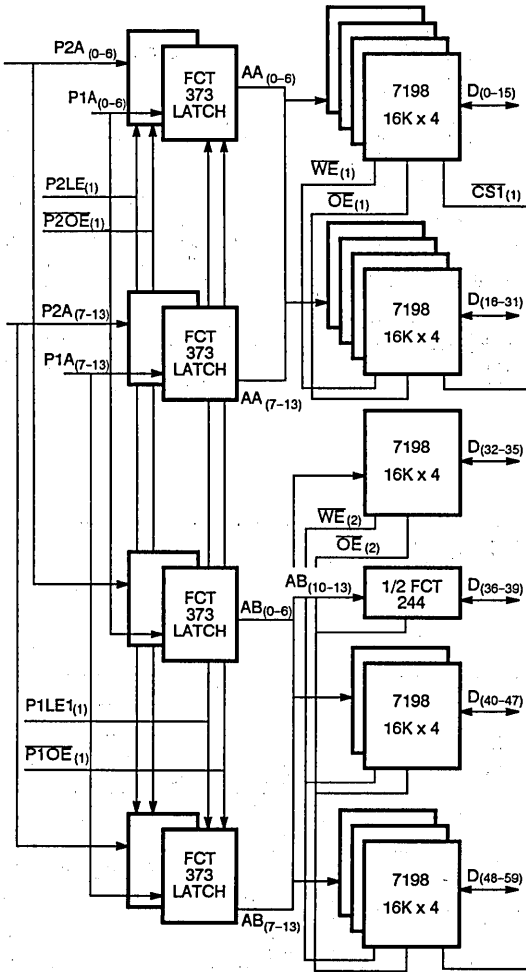 P2A(0–6)
P1A(0–6)
FCT
373
LATCH
AA(0–6)
7198
16K x 4
D(0–15)
WE(1)
OE(1)
CS1(1)
P2LE(1)
P2OE(1)
P2A(7–13)
P1A(7–13)
FCT
373
LATCH
AA(7–13)
7198
16K x 4
D(16–31)
7198
16K x 4
D(32–35)
WE(2)
OE(2)
AB(10–13)
1/2 FCT
244
D(36–39)
FCT
373
LATCH
AB(0–6)
P1LE1(1)
P1OE(1)
7198
16K x 4
D(40–47)
FCT
373
LATCH
AB(7–13)
7198
16K x 4
D(48–59)